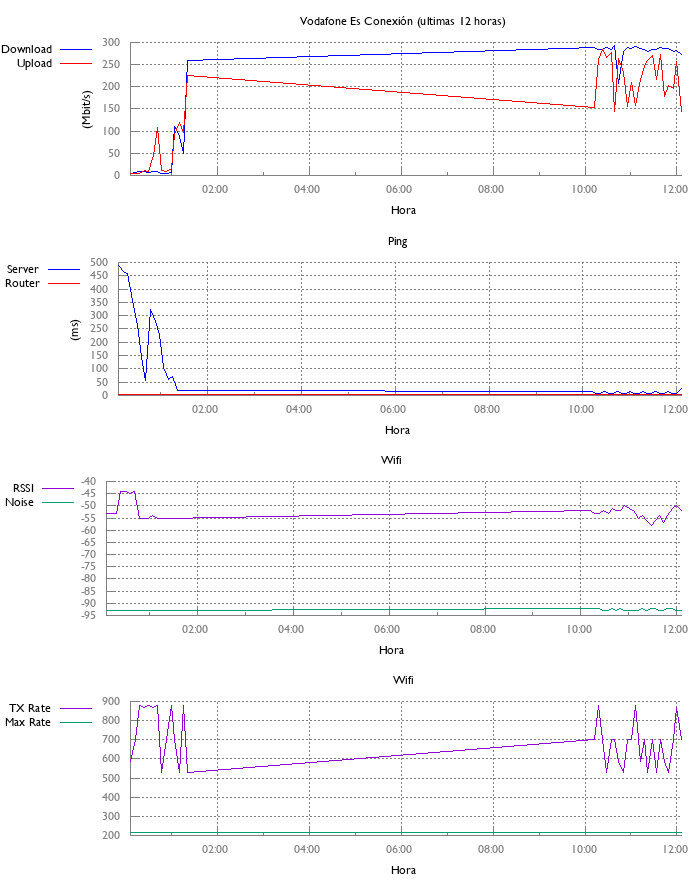 Vodafone Es Conexión (ultimas 12 horas)
Download
Upload
300
250
200
150
100
50
0
(Mbit/s)
02:00 04:00 06:00 08:00 10:00 12:00
Hora
Ping
Server
Router
500
450
400
350
300
250
200
150
100
50
0
(ms)
02:00 04:00 06:00 08:00 10:00 12:00
Hora
Wifi
RSSI
Noise
-40
-45
-50
-55
-60
-65
-70
-75
-80
-85
-90
-95
02:00 04:00 06:00 08:00 10:00 12:00
Hora
Wifi
TX Rate
Max Rate
900
800
700
600
500
400
300
200
02:00 04:00 06:00 08:00 10:00 12:00
Hora